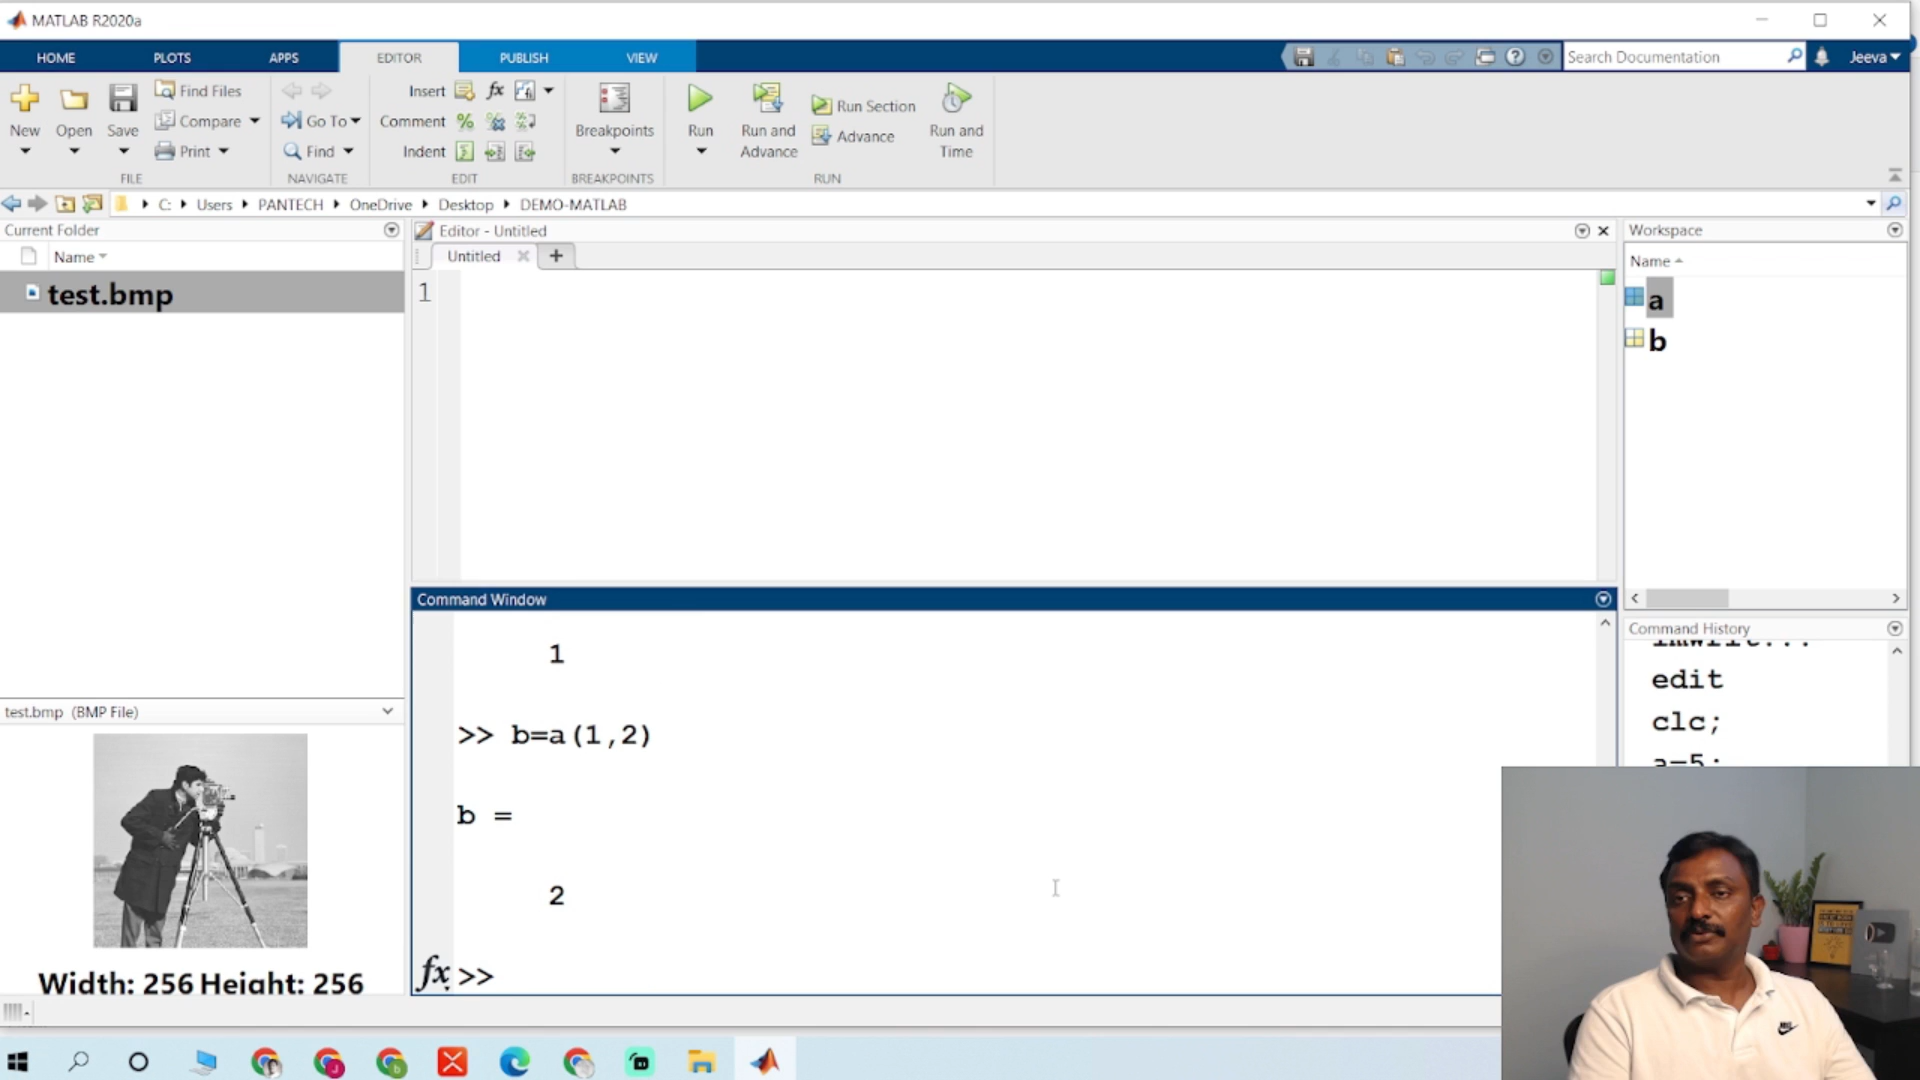 MATLAB R2020a
HOME PLOTS APPS EDITOR PUBLISH VIEW
Search Documentation
Jeeva
New
Open
Save
Find Files
Compare
Print
FILE
Go To
Find
NAVIGATE
Insert
fx
Comment
Indent
EDIT
Breakpoints
BREAKPOINTS
Run
Run and
Advance
Run Section
Advance
Run and
Time
RUN
C: Users PANTECH OneDrive Desktop DEMO-MATLAB
Current Folder
Name
test.bmp
Editor - Untitled
Untitled
1
Workspace
Name
a
b
Command Window
1
>> b=a(1,2)
b =
2
fx >>
Command History
edit
clc;
a=5;
test.bmp (BMP File)
Width: 256 Height: 256